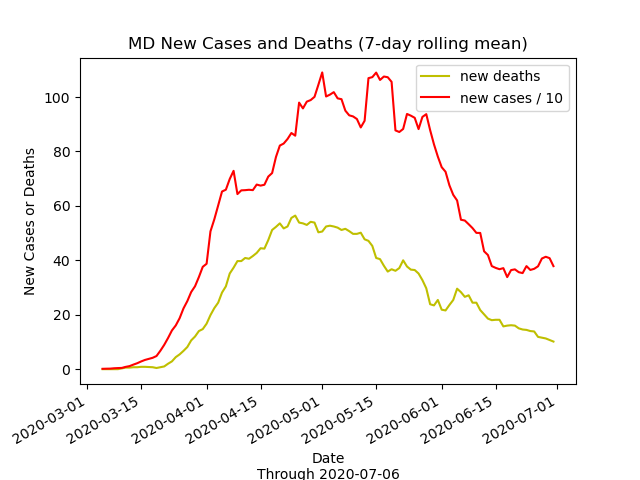 MD New Cases and Deaths (7-day rolling mean)
new deaths
new cases / 10
New Cases or Deaths
100
80
60
40
20
0
2020-03-01
2020-03-15
2020-04-01
2020-04-15
2020-05-01
2020-05-15
2020-06-01
2020-06-15
2020-07-01
Date
Through 2020-07-06